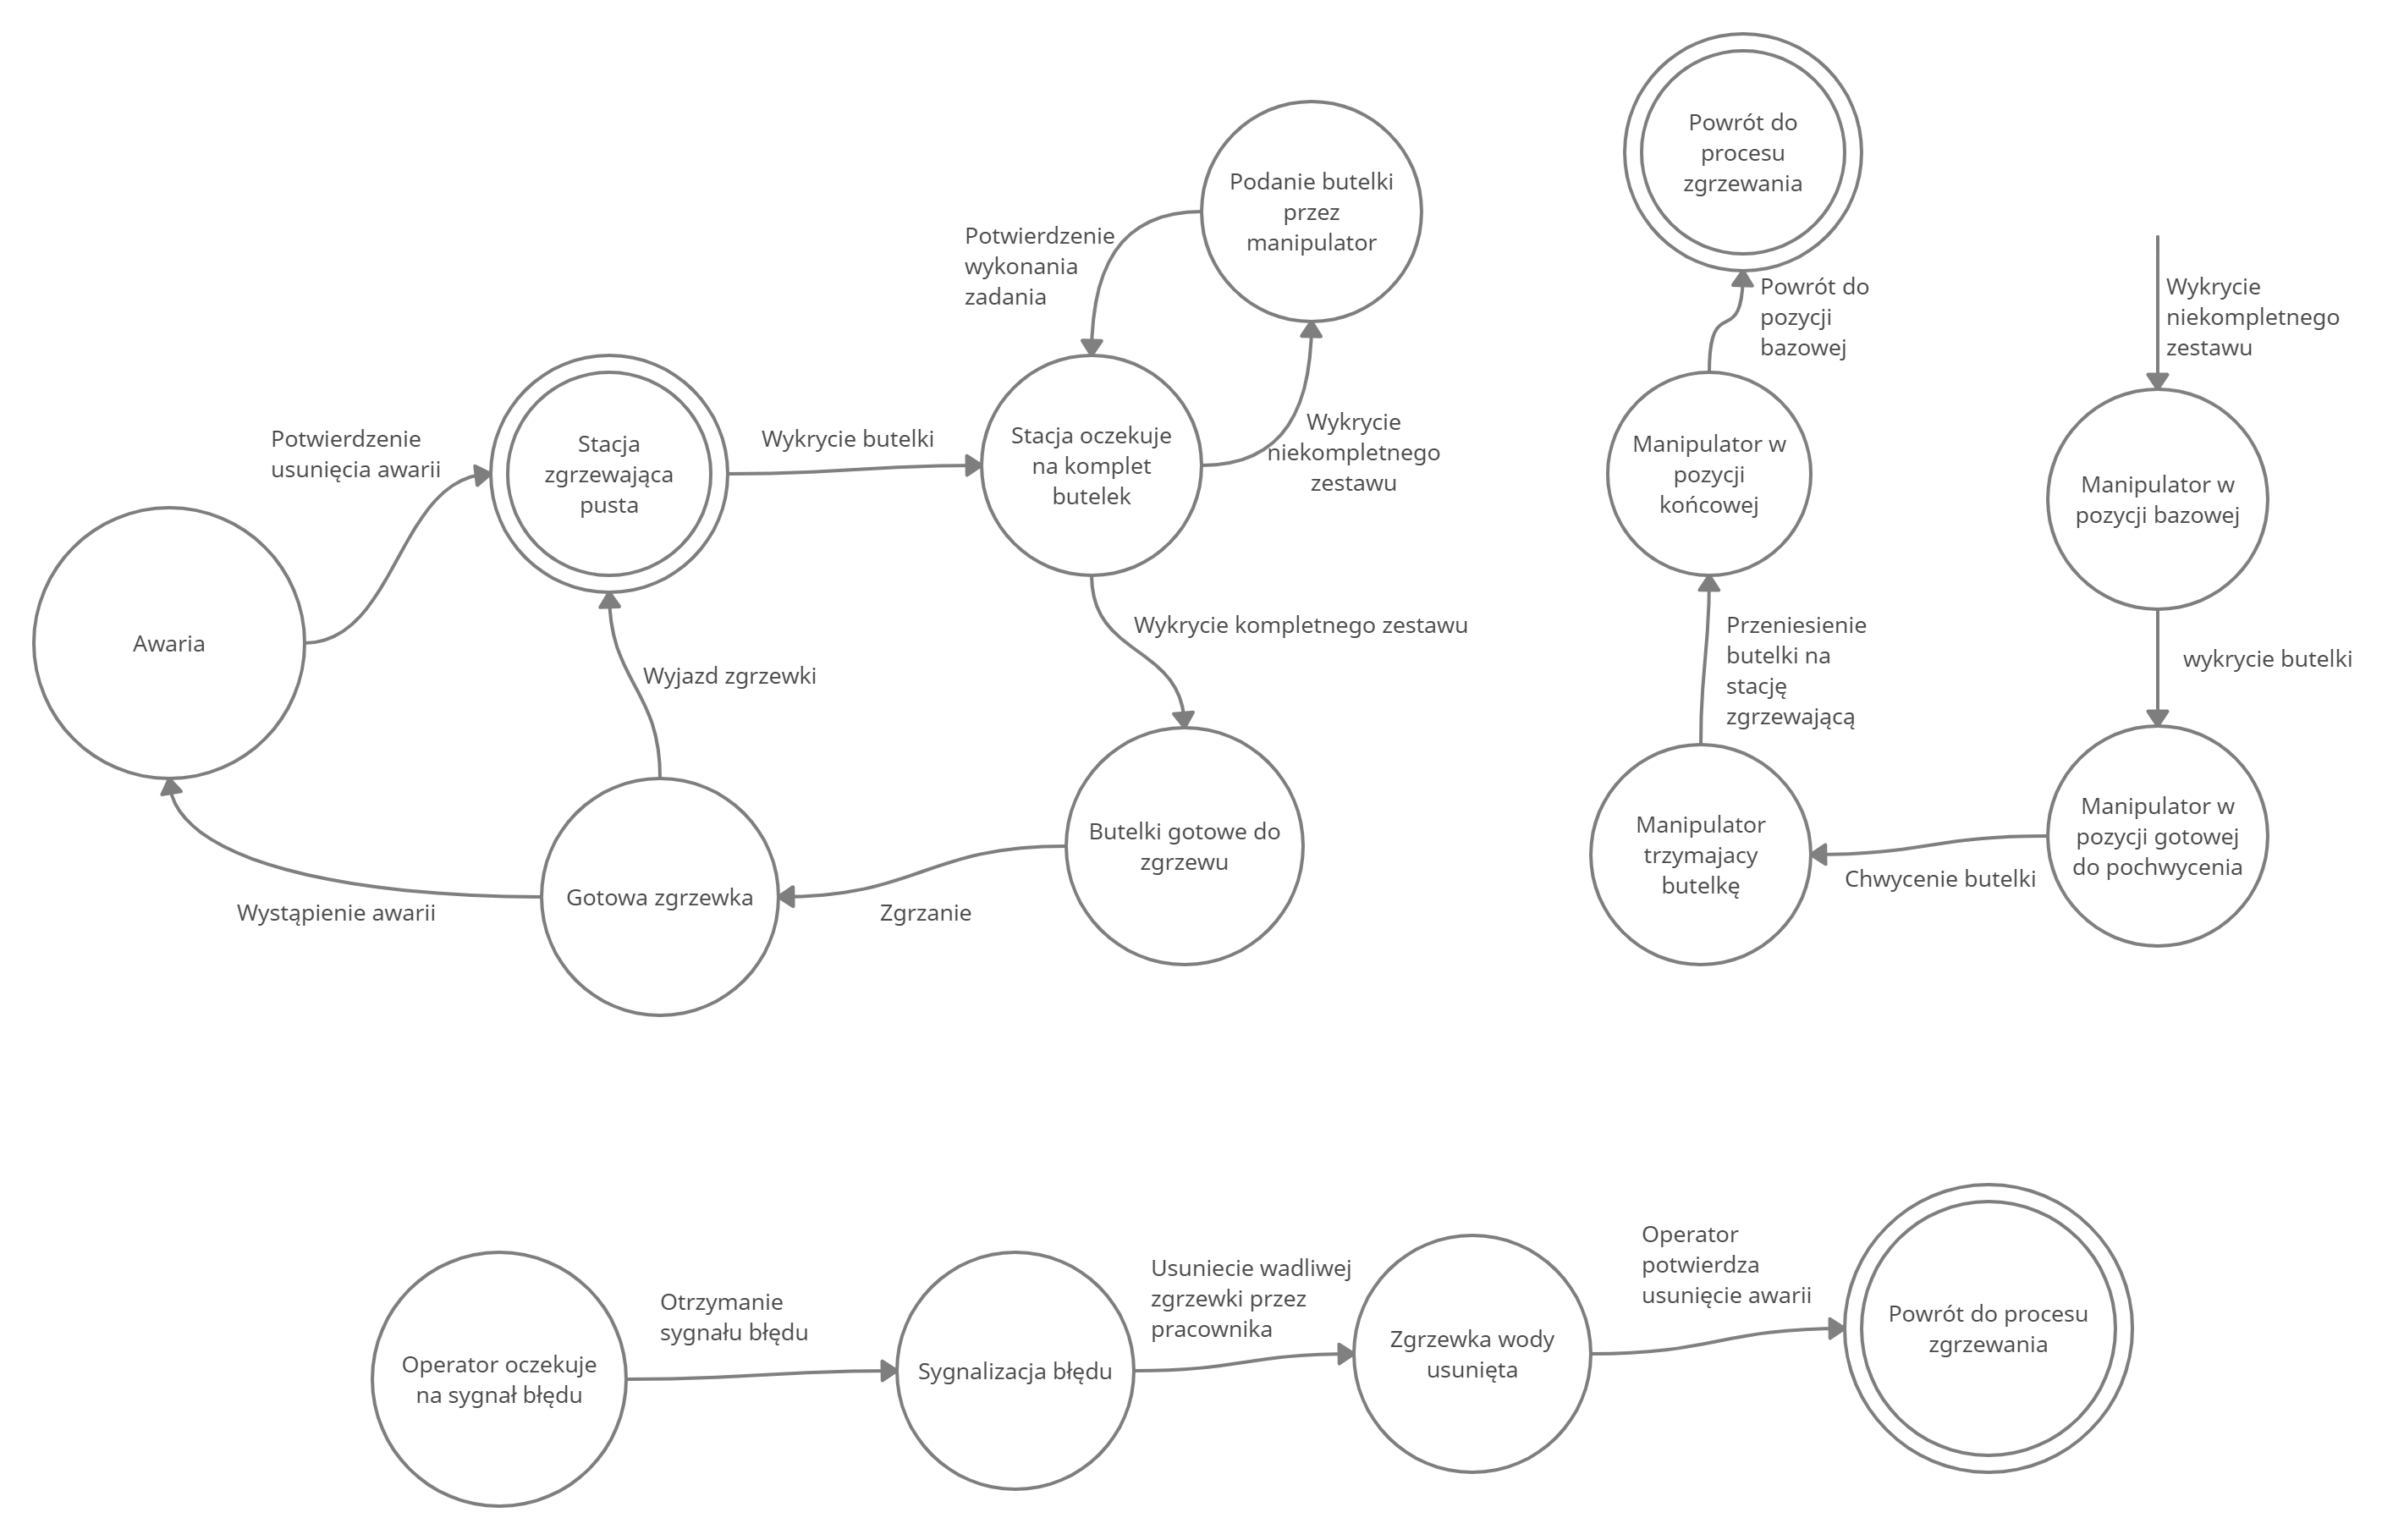 Powrót do
procesu
zgrzewania
Podanie butelki
przez
manipulator
Potwierdzenie
wykonania
zadania
Powrót do
pozycji
bazowej
Wykrycie
niekompletnego
zestawu
Potwierdzenie
usunięcia awarii
Stacja
zgrzewająca
pusta
Wykrycie butelki
Stacja oczekuje
na komplet
butelek
Wykrycie
niekompletnego
zestawu
Manipulator w
pozycji
końcowej
Manipulator w
pozycji bazowej
Awaria
Wyjazd zgrzewki
Wykrycie kompletnego zestawu
Przeniesienie
butelki na
stację
zgrzewającą
wykrycie butelki
Wystąpienie awarii
Gotowa zgrzewka
Zgrzanie
Butelki gotowe do
zgrzewu
Manipulator
trzymajacy
butelkę
Chwycenie butelki
Manipulator w
pozycji gotowej
do pochwycenia
Operator oczekuje
na sygnał błędu
Otrzymanie
sygnału błędu
Sygnalizacja błędu
Usuniecie wadliwej
zgrzewki przez
pracownika
Zgrzewka wody
usunięta
Operator
potwierdza
usunięcie awarii
Powrót do procesu
zgrzewania